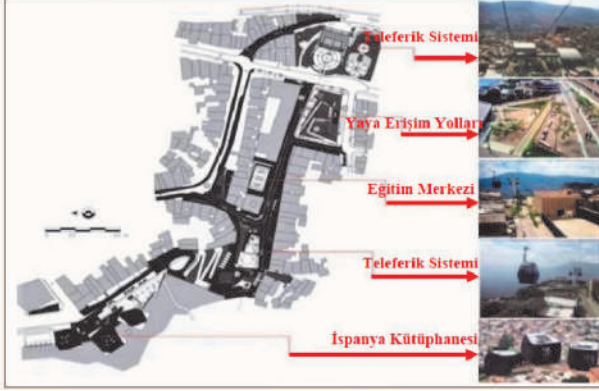 Teleferik Sistemi
Yaya Erişim Yolları
Eğitim Merkezi
Teleferik Sistemi
İspanya Kütüphanesi